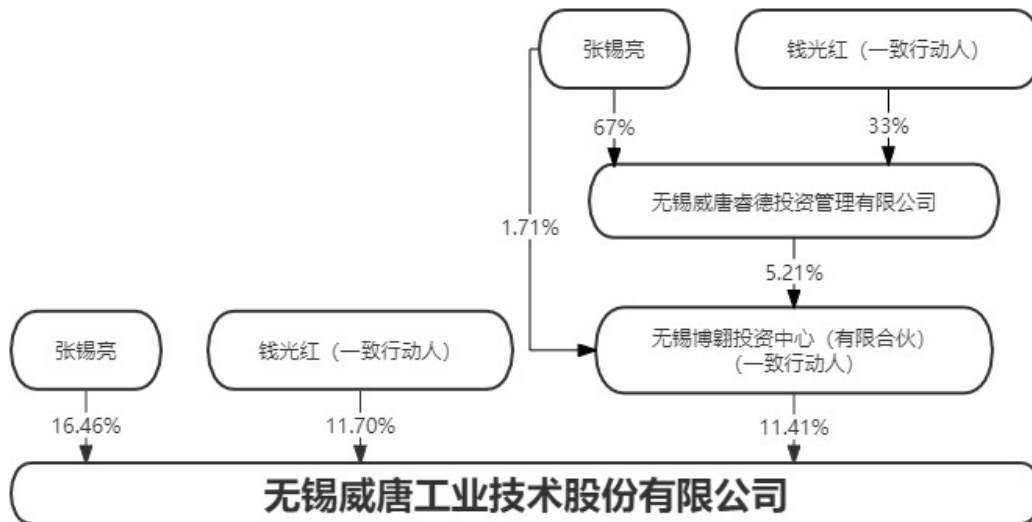 张锡亮
钱光红（一致行动人）
67%
33%
无锡威唐睿德投资管理有限公司
1.71%
5.21%
张锡亮
钱光红（一致行动人）
无锡博翱投资中心（有限合伙）
（一致行动人）
16.46%
11.70%
11.41%
无锡威唐工业技术股份有限公司